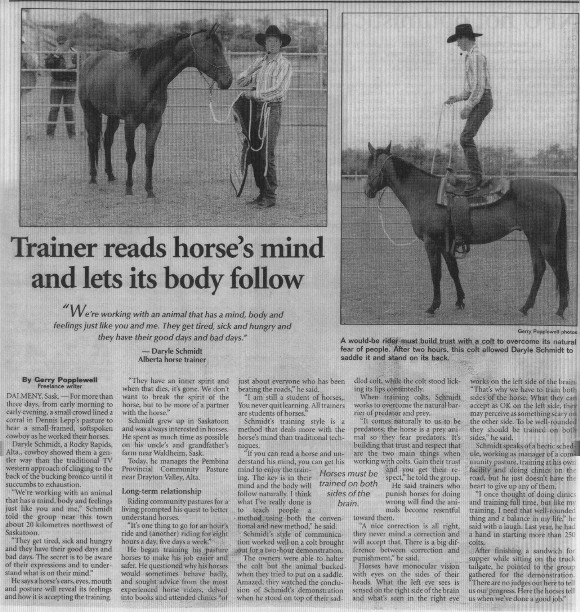 Gerry Popplewell photos
Trainer reads horse's mind
and lets its body follow
"We're working with an animal that has a mind, body and
feelings just like you and me. They get tired, sick and hungry and
they have their good days and bad days."
— Daryle Schmidt
Alberta horse trainer
A would-be rider must build trust with a colt to overcome its natural
fear of people. After two hours, this colt allowed Daryle Schmidt to
saddle it and stand on its back.
By Gerry Popplewell
Freelance writer
DALMENY, Sask. — For more than
three days, from early morning to
early evening, a small crowd lined a
corral to Dennis Lepp's pasture to
hear a small-framed, softspoken
cowboy as he worked their horses.
Daryle Schmidt, a Rocky Rapids,
Alta., cowboy showed them a gen-
tler way than the traditional TV
western approach of clinging to the
back of the bucking bronco until it
succumbs to exhaustion.
"We're working with an animal
that has a mind, body and feelings
just like you and me," Schmidt
told the group near this town
about 20 kilometres northwest of
Saskatoon.
"They get tired, sick and hungry
and they have their good days and
bad days. The secret is to be aware
of their expressions and to under-
stand what is on their mind."
He says a horse's ears, eyes, mouth
and posture will reveal its feelings
and how is accepting the training.
"They have an inner spirit and
when that dies, it's gone. We don't
want to break the spirit of the
horse, but to be more of a partner
with the horse."
Schmidt grew up in Saskatoon
and was always interested in horses.
He spent as much time as possible
on his uncle's and grandfather's
farm near Waldheim, Sask.
Today, he manages the Pembina
Provincial Community Pasture
near Drayton Valley, Alta.
Long-term relationship
Riding community pastures for a
living prompted his quest to better
understand horses.
"It's one thing to go for an hour's
ride and (another) riding for eight
hours a day, five days a week."
He began training his pasture
horses to make his job easier and
safer. He questioned why his horses
would sometimes behave badly,
and sought advice from the most
experienced horse riders, delved
into books and attended clinics "of
just about everyone who has been
beating the roads," he said.
"I am still a student of horses,
You never quit learning. All trainers
are students of horses."
Schmidt's training style is a
method that deals more with the
horse's mind than traditional tech-
niques.
"If you can read a horse and un-
derstand his mind, you can get his
mind to enjoy the train-
ing. The key is in their
mind and the body will
follow naturally. I think
what I've really done is
to teach people a
method, using both the conven-
tional and new method," he said.
Schmidt's style of communica-
tion worked well on a colt brought
out for a two-hour demonstration.
The owners were able to halter
the colt but the animal bucked
when they tried to put on a saddle.
Amazed, they watched the conclu-
sion of Schmidt's demonstration
when he stood on top of their sad-
Horses must be
trained on both
sides of the
brain.
dled colt, while the colt stood lick-
ing its lips contentedly.
When training colts, Schmidt
works to overcome the natural bar-
rier of predator and prey.
"It comes naturally to us to be
predators; the horse is a prey ani-
mal so they fear predators. It's
building that trust and respect that
are the two main things when
working with colts. Gain their trust
and you get their re-
spect," he told the group.
He said trainers who
punish horses for doing
wrong will find the ani-
mals become resentful
toward them.
"A nice correction is all right,
they never mind a correction and
will accept that. There is a big dif-
ference between correction and
punishment," he said.
Horses have monocular vision
with eyes on both sides of their
heads. What the left eye sees is
sensed on the right side of the brain
and what's seen in the right eye
works on the left side of the brain.
"That's why we have to train both
sides of the horse. What they can
accept as OK on the left side, they
may perceive as something scary on
the other side. To be well-rounded
they should be trained on both
sides," he said.
Schmidt speaks of a hectic sched-
ule, working as manager of a com-
munity pasture, training at his own
facility and doing clinics on the
road, but he just doesn't have the
heart to give up any of them.
"I once thought of doing clinics
and training full time, but like my
training, I need that well-rounded
thing and a balance in my life," he
said with a laugh. Last year, he had
a hand in starting more than 250
colts.
After finishing a sandwich for
supper while sitting on the truck
tailgate, he pointed to the group
gathered for the demonstration.
"There are no judges out here to tell
us our progress. Here the horses tell
us when we've done a good job."